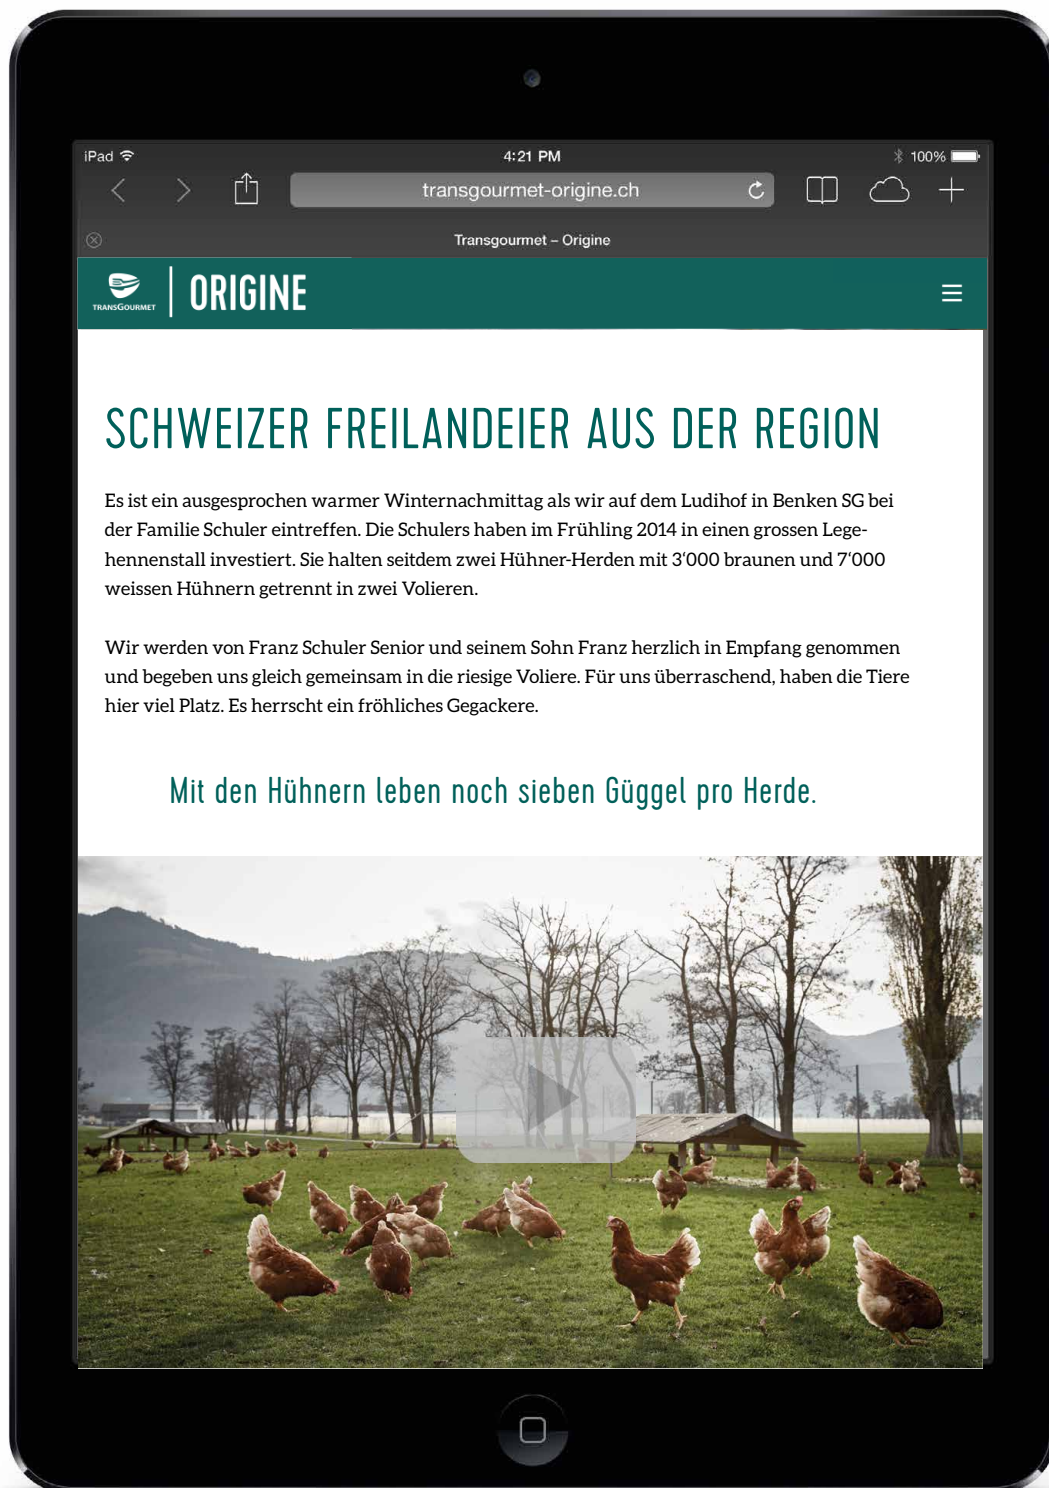 iPad
4:21 PM
100%
transgourmet-origine.ch
Transgourmet – Origine
TRANSGOURMET
ORIGINE
SCHWEIZER FREILANDEIER AUS DER REGION
Es ist ein ausgesprochen warmer Winternachmittag als wir auf dem Ludihof in Benken SG bei
der Familie Schuler eintreffen. Die Schulers haben im Frühling 2014 in einen grossen Lege-
hennenstall investiert. Sie halten seitdem zwei Hühner-Herden mit 3‘000 braunen und 7‘000
weissen Hühnern getrennt in zwei Volieren.
Wir werden von Franz Schuler Senior und seinem Sohn Franz herzlich in Empfang genommen
und begeben uns gleich gemeinsam in die riesige Voliere. Für uns überraschend, haben die Tiere
hier viel Platz. Es herrscht ein fröhliches Gegackere.
Mit den Hühnern leben noch sieben Güggel pro Herde.